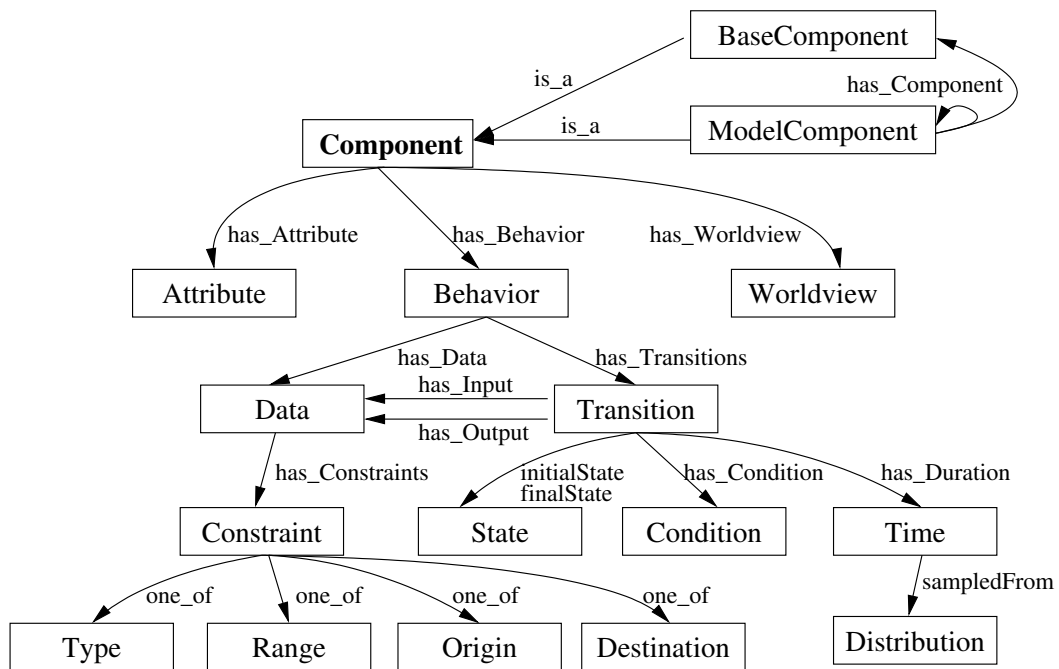 BaseComponent
is_a
has_Component
ModelComponent
is_a
Component
has_Attribute
has_Behavior
has_Worldview
Attribute
Behavior
Worldview
has_Data
has_Transitions
has_Input
Data
Transition
has_Output
has_Constraints
initialState
finalState
has_Condition
has_Duration
Constraint
State
Condition
Time
one_of
one_of
one_of
one_of
sampledFrom
Type
Range
Origin
Destination
Distribution